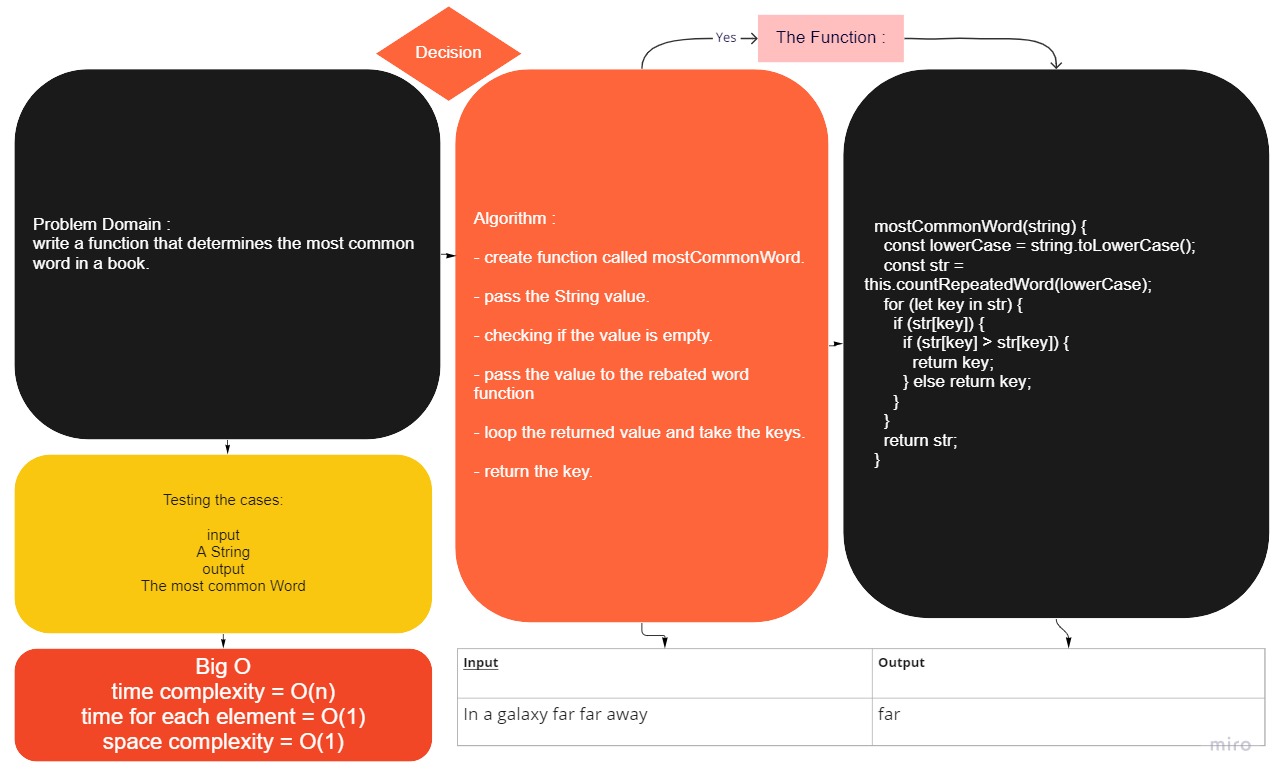 Decision
Yes
The Function :
Problem Domain :
write a function that determines the most common
word in a book.
Algorithm :
- create function called mostCommonWord.
- pass the String value.
- checking if the value is empty.
- pass the value to the rebated word
function
- loop the returned value and take the keys.
- return the key.
mostCommonWord(string) {
const lowerCase = string.toLowerCase();
const str =
this.countRepeatedWord(lowerCase);
for (let key in str) {
if (str[key]) {
if (str[key] > str[key]) {
return key;
} else return key;
}
}
return str;
}
Testing the cases:
input
A String
output
The most common Word
Big O
time complexity = O(n)
time for each element = O(1)
space complexity = O(1)
Input
Output
In a galaxy far far away
far
miro